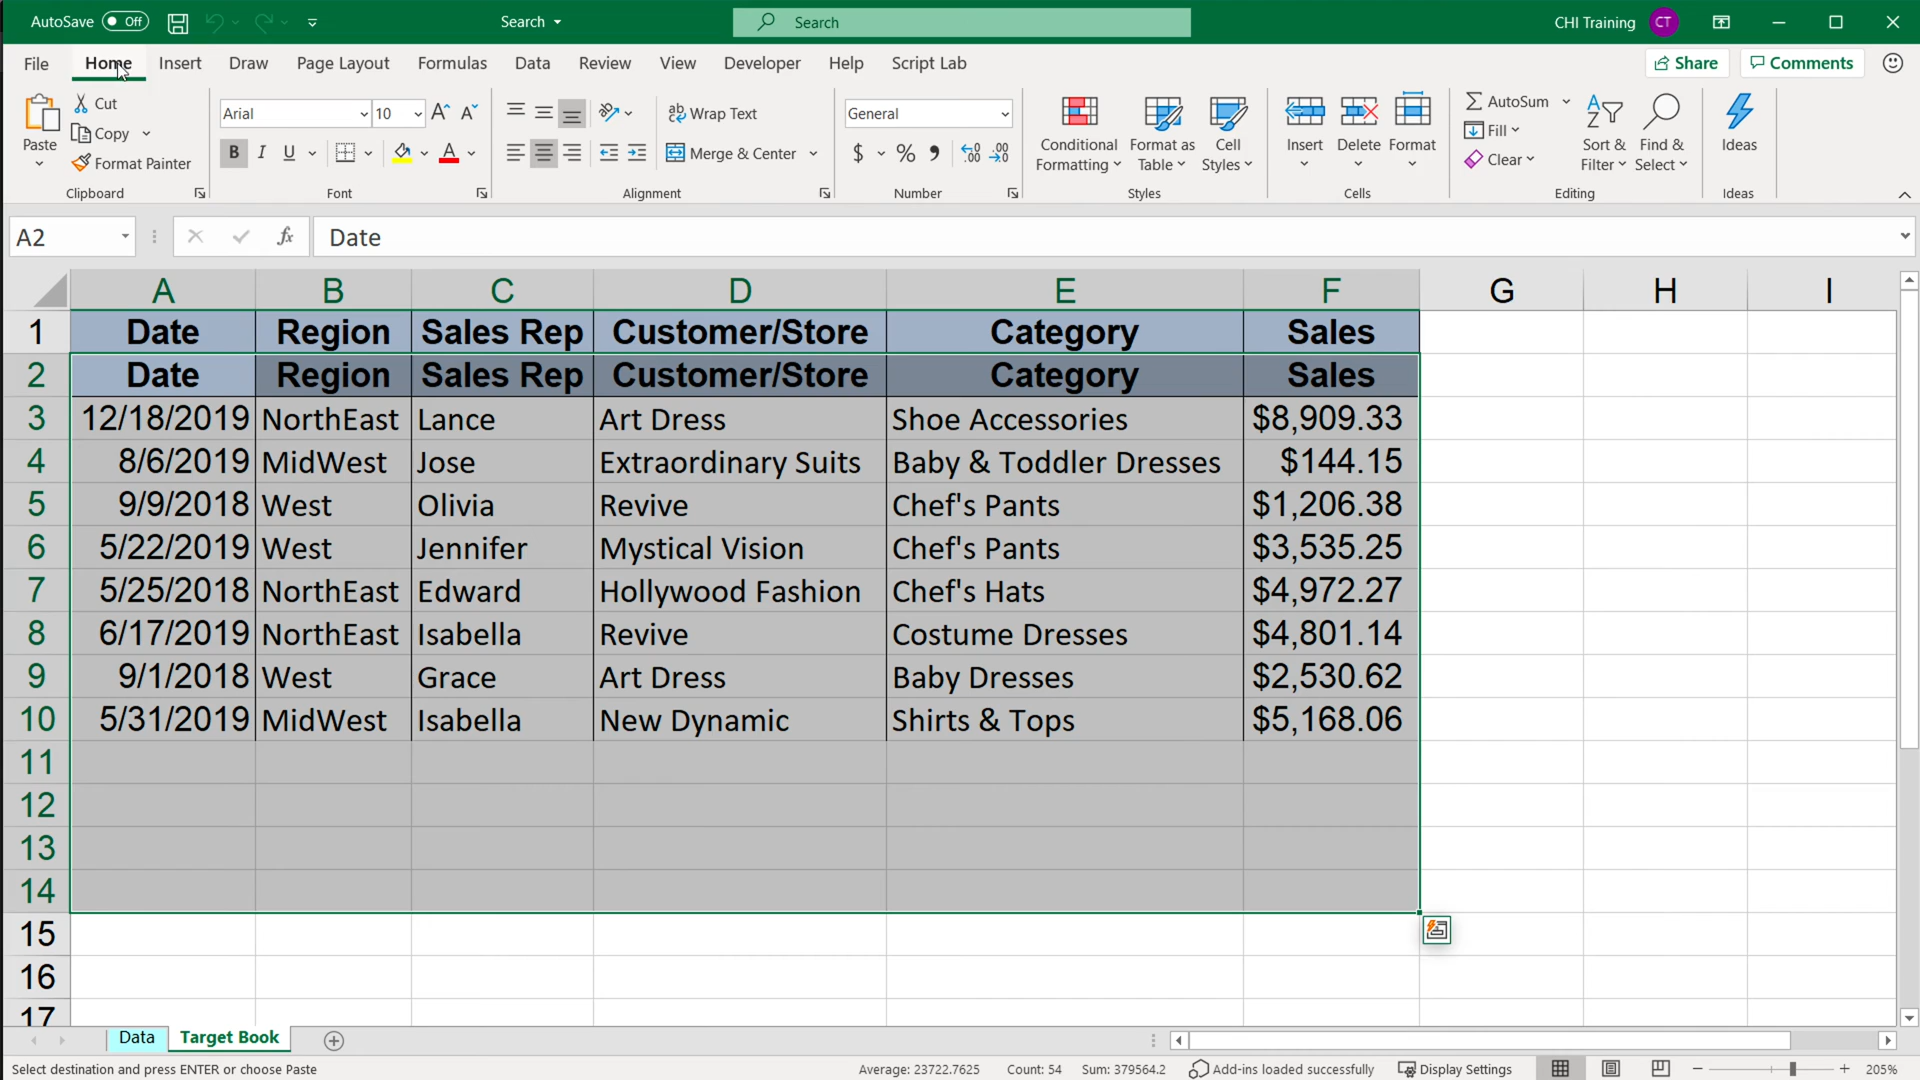 AutoSave Off Search Search CHI Training CT
File Home Insert Draw Page Layout Formulas Data Review View Developer Help Script Lab Share Comments
Paste Cut Copy Format Painter Clipboard
Arial 10 B I U A A A Font
ab Wrap Text Merge & Center Alignment
General $ % Number
Conditional Formatting Format as Table Cell Styles Styles
Insert Delete Format Cells
AutoSum Fill Clear Sort & Filter Find & Select Editing
Ideas Ideas
A2 fx Date
A B C D E F G H I
1 Date Region Sales Rep Customer/Store Category Sales
2 Date Region Sales Rep Customer/Store Category Sales
3 12/18/2019 NorthEast Lance Art Dress Shoe Accessories $8,909.33
4 8/6/2019 MidWest Jose Extraordinary Suits Baby & Toddler Dresses $144.15
5 9/9/2018 West Olivia Revive Chef's Pants $1,206.38
6 5/22/2019 West Jennifer Mystical Vision Chef's Pants $3,535.25
7 5/25/2018 NorthEast Edward Hollywood Fashion Chef's Hats $4,972.27
8 6/17/2019 NorthEast Isabella Revive Costume Dresses $4,801.14
9 9/1/2018 West Grace Art Dress Baby Dresses $2,530.62
10 5/31/2019 MidWest Isabella New Dynamic Shirts & Tops $5,168.06
11
12
13
14
15
16
17
Data Target Book
Select destination and press ENTER or choose Paste Average: 23722.7625 Count: 54 Sum: 379564.2 Add-ins loaded successfully Display Settings 205%